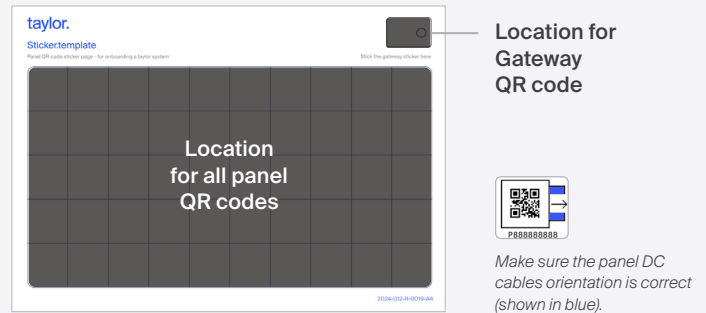 taylor.
Sticker.template
Panel QR code sticker page - for onboarding a taylor system
Stick the gateway sticker here
Location for
Gateway
QR code
Location
for all panel
QR codes
P888888888
Make sure the panel DC
cables orientation is correct
(shown in blue).
2024-012-R-0019-A4